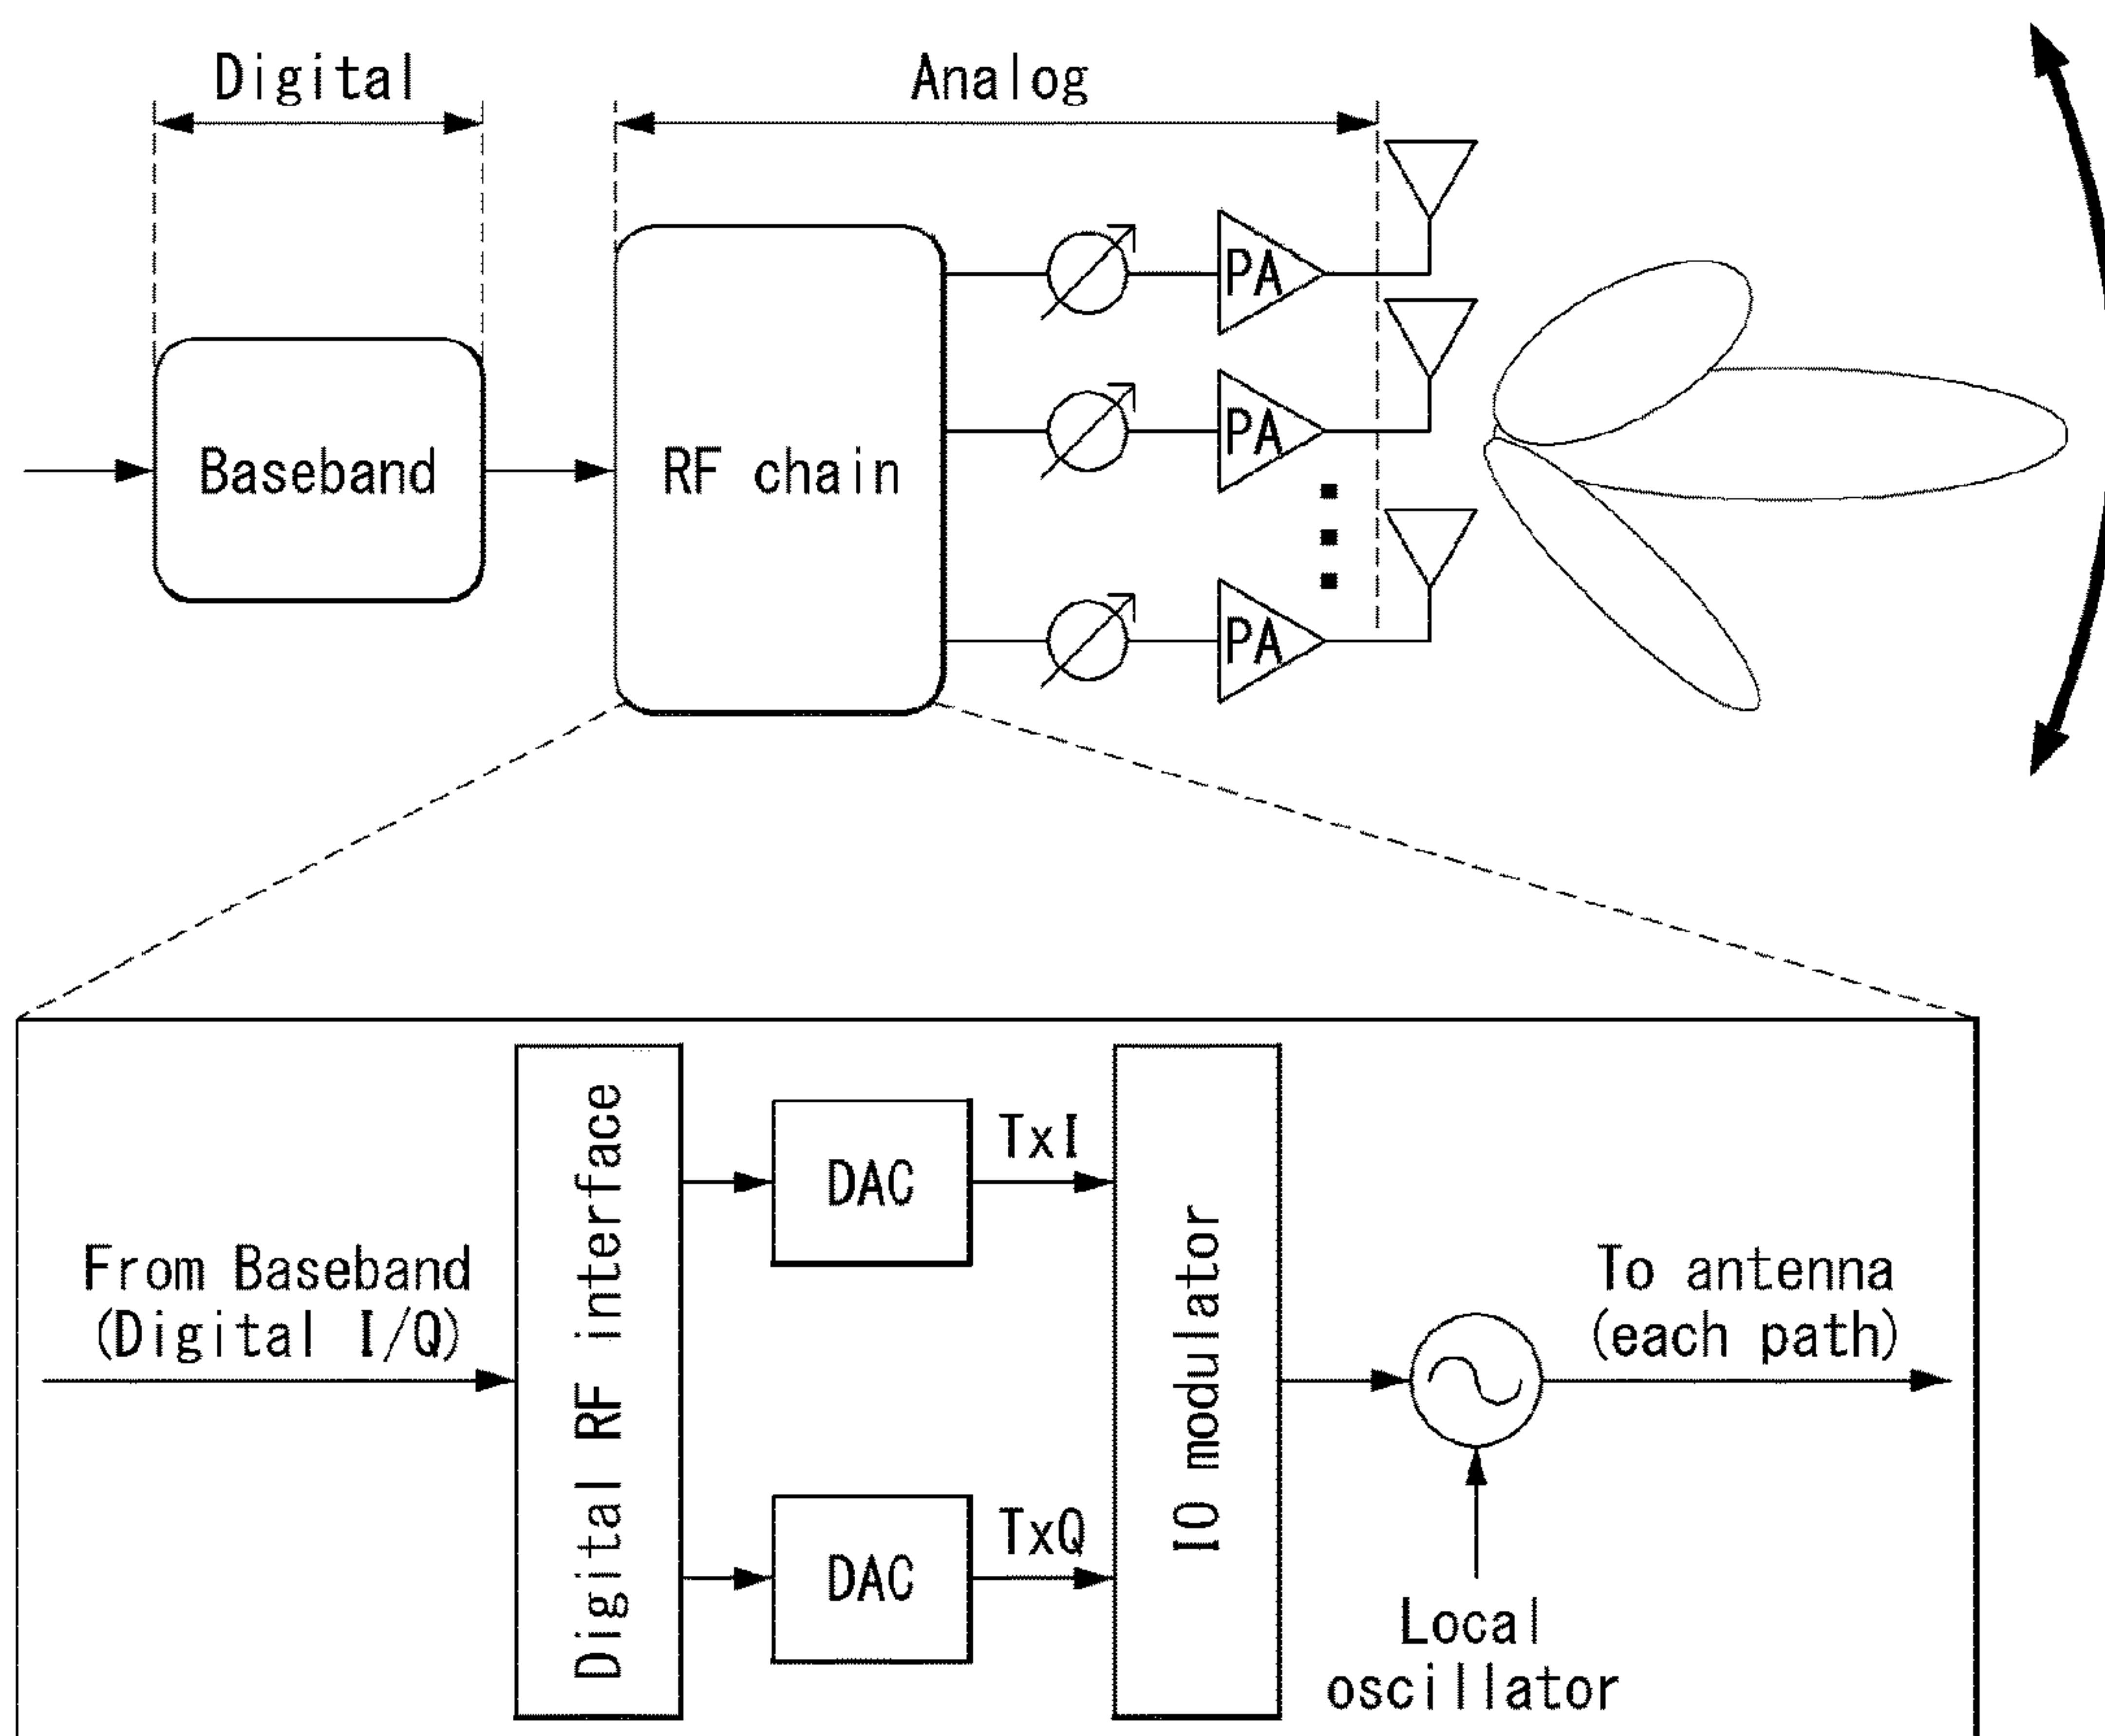 Digital
Analog
PA
PA
Baseband
RF chain
PA
Digital RF interface
DAC
TxI
IO modulator
From Baseband
(Digital I/Q)
To antenna
(each path)
DAC
TxQ
Local
oscillator